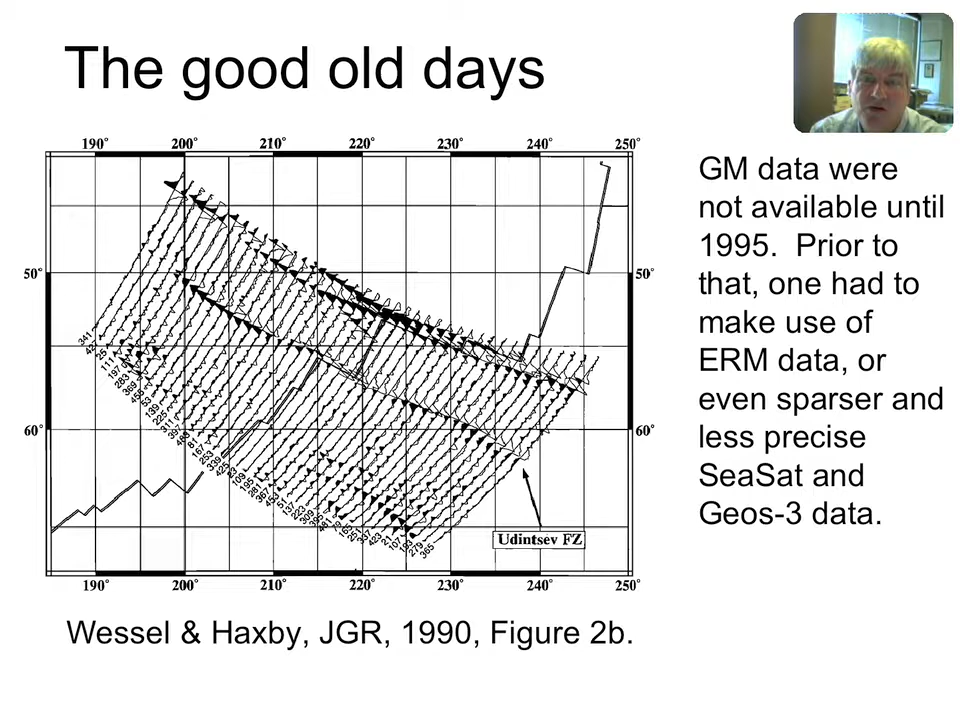 The good old days
190° 200° 210° 220° 230° 240° 250°
50° 50°
60° 60°
Udintsev FZ
190° 200° 210° 220° 230° 240° 250°
GM data were
not available until
1995. Prior to
that, one had to
make use of
ERM data, or
even sparser and
less precise
SeaSat and
Geos-3 data.
Wessel & Haxby, JGR, 1990, Figure 2b.